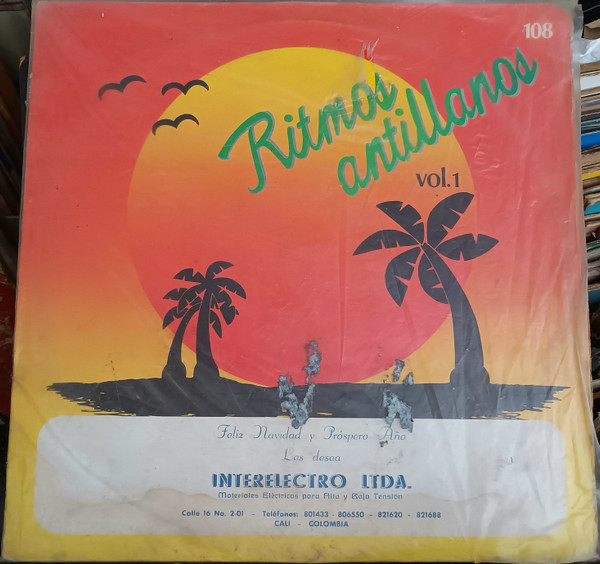 108
Ritmos
antillanos
vol.1
Feliz Navidad y Próspero Año
Les desea
INTERELECTRO LTDA.
Materiales Eléctricos para Alta y Baja Tensión
Calle 16 No. 2-01 - Teléfonos: 801433 - 806550 - 821620 - 821688
CALI - COLOMBIA